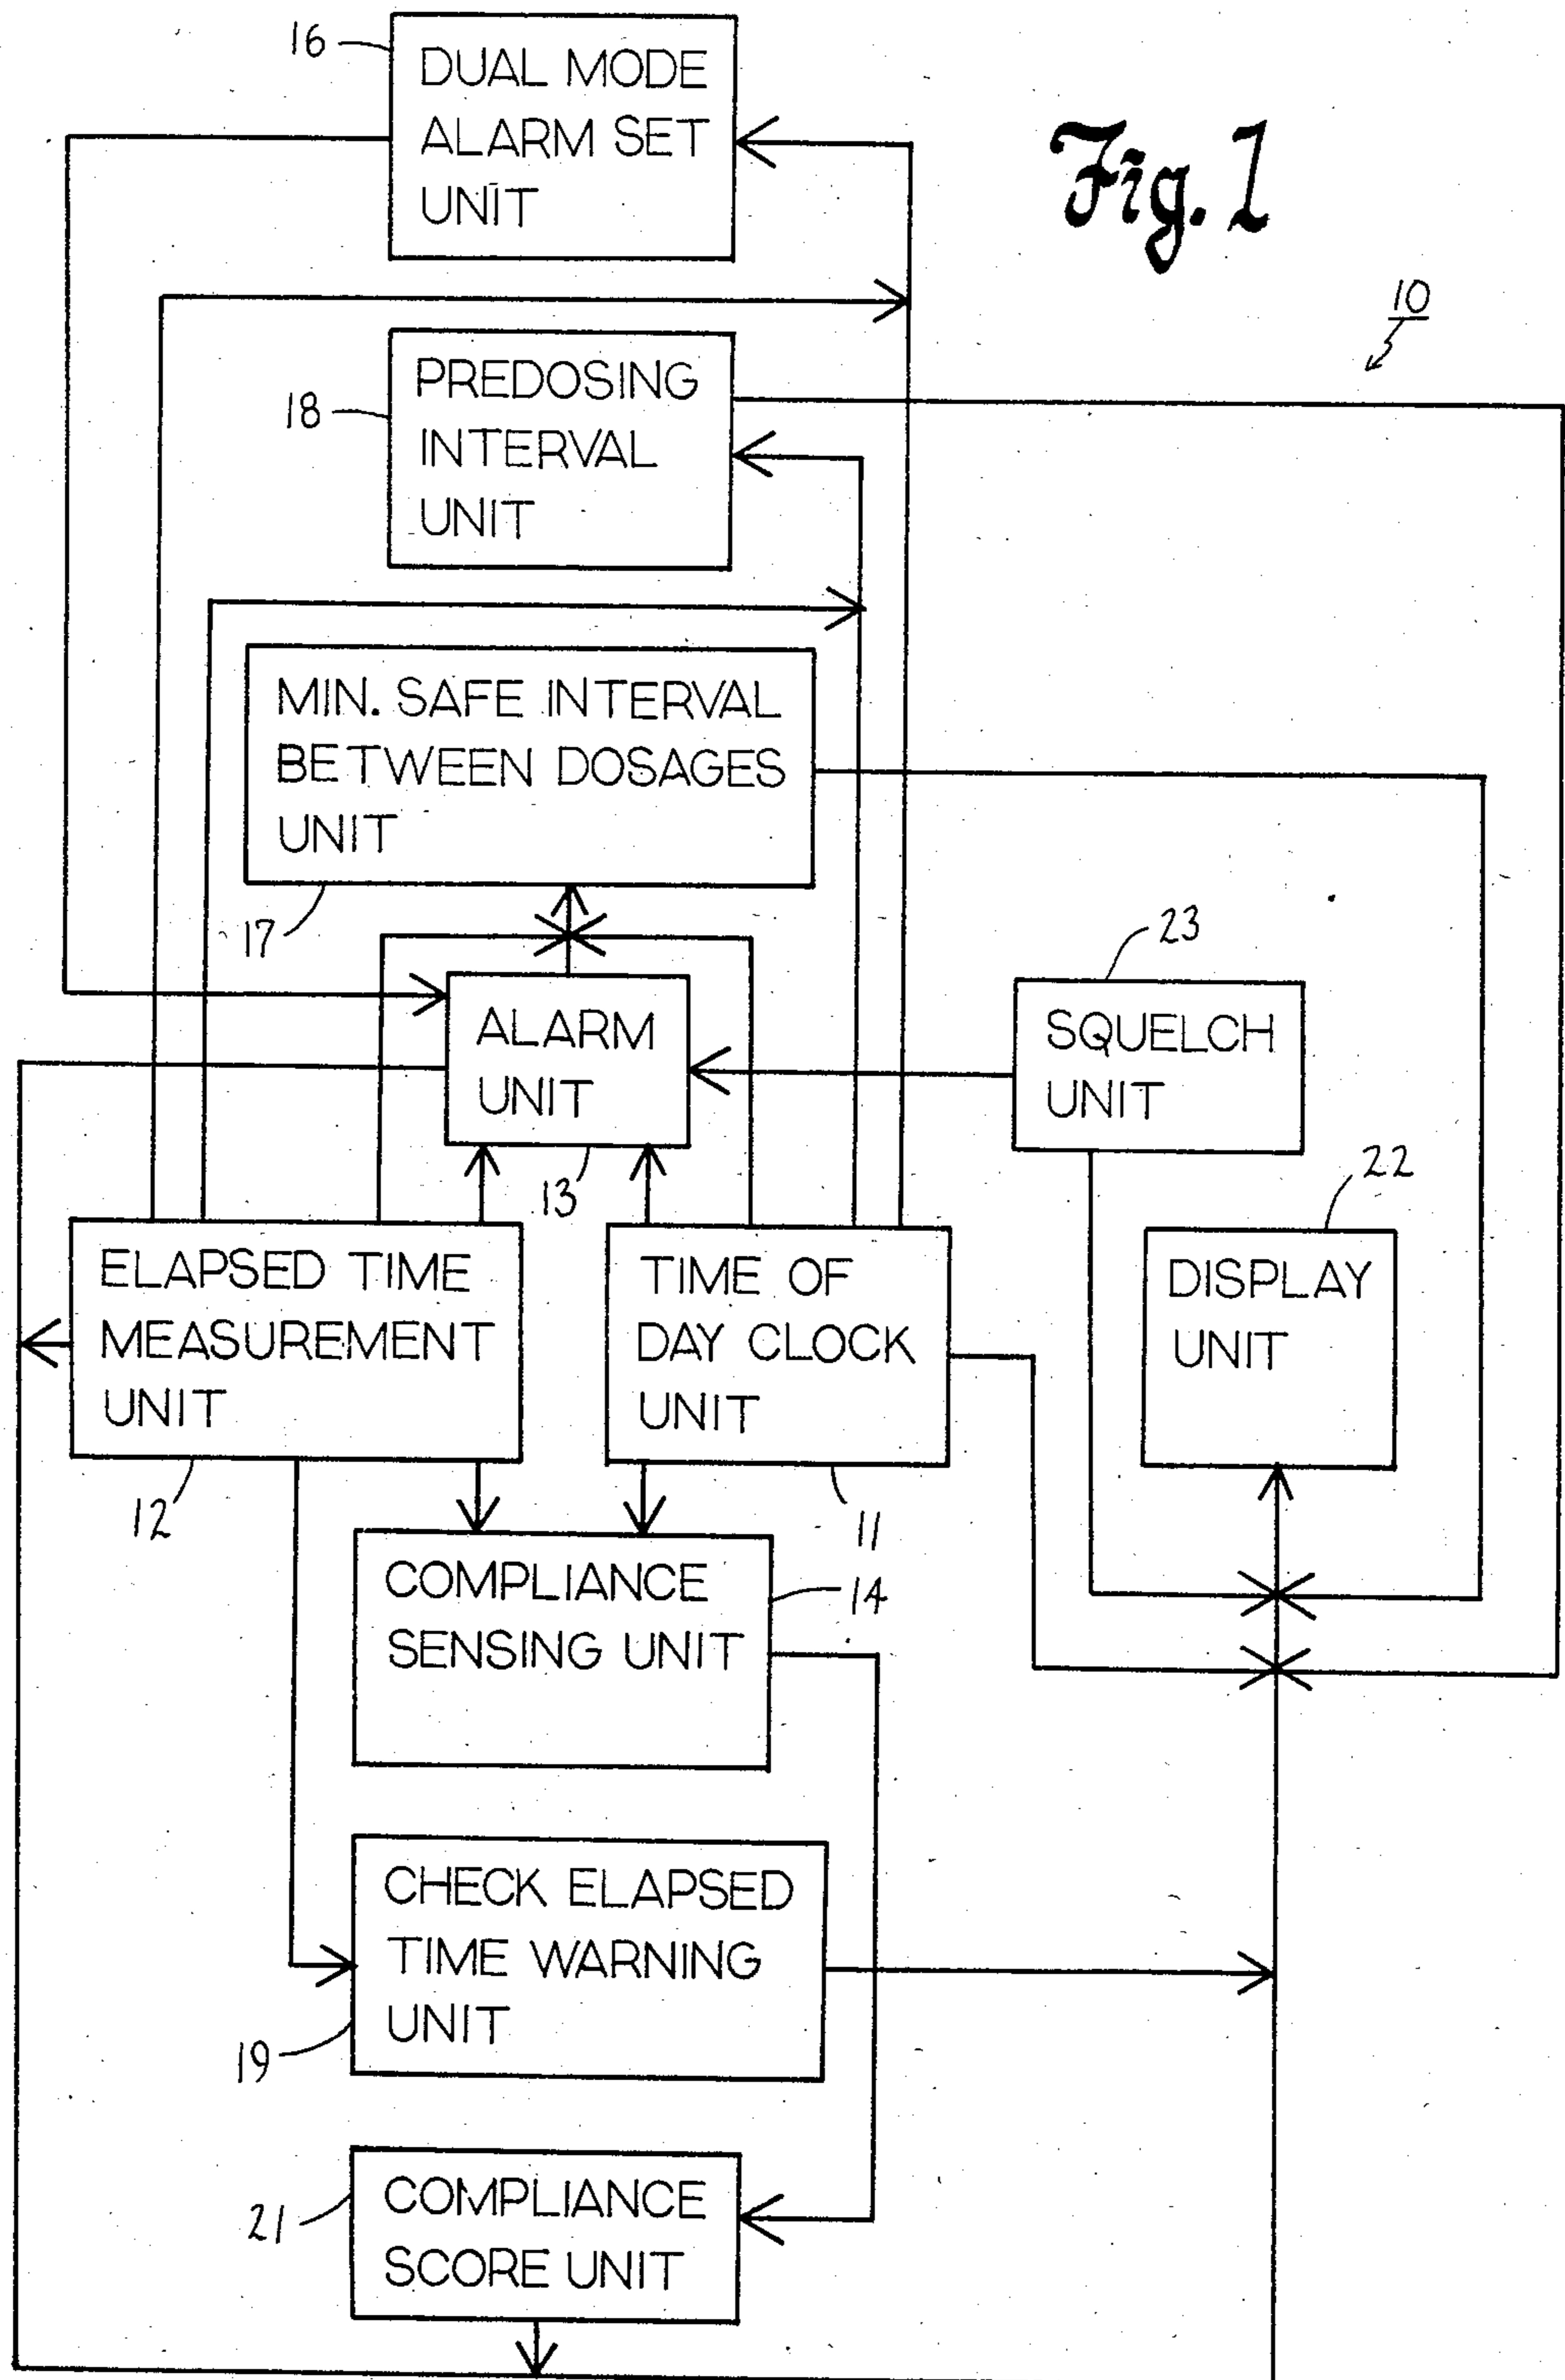 16
DUAL MODE
ALARM SET
UNIT
Fig. 1
10
18
PREDOSING
INTERVAL
UNIT
MIN. SAFE INTERVAL
BETWEEN DOSAGES
UNIT
17
23
ALARM
UNIT
SQUELCH
UNIT
13
22
ELAPSED TIME
MEASUREMENT
UNIT
TIME OF
DAY CLOCK
UNIT
DISPLAY
UNIT
12
11
COMPLIANCE
SENSING UNIT
14
CHECK ELAPSED
TIME WARNING
UNIT
19
COMPLIANCE
SCORE UNIT
21